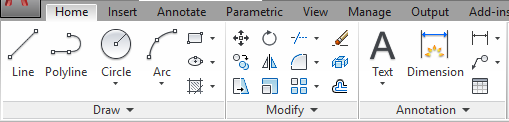 Home Insert Annotate Parametric View Manage Output Add-ins
Line Polyline Circle Arc Text Dimension
Draw Modify Annotation